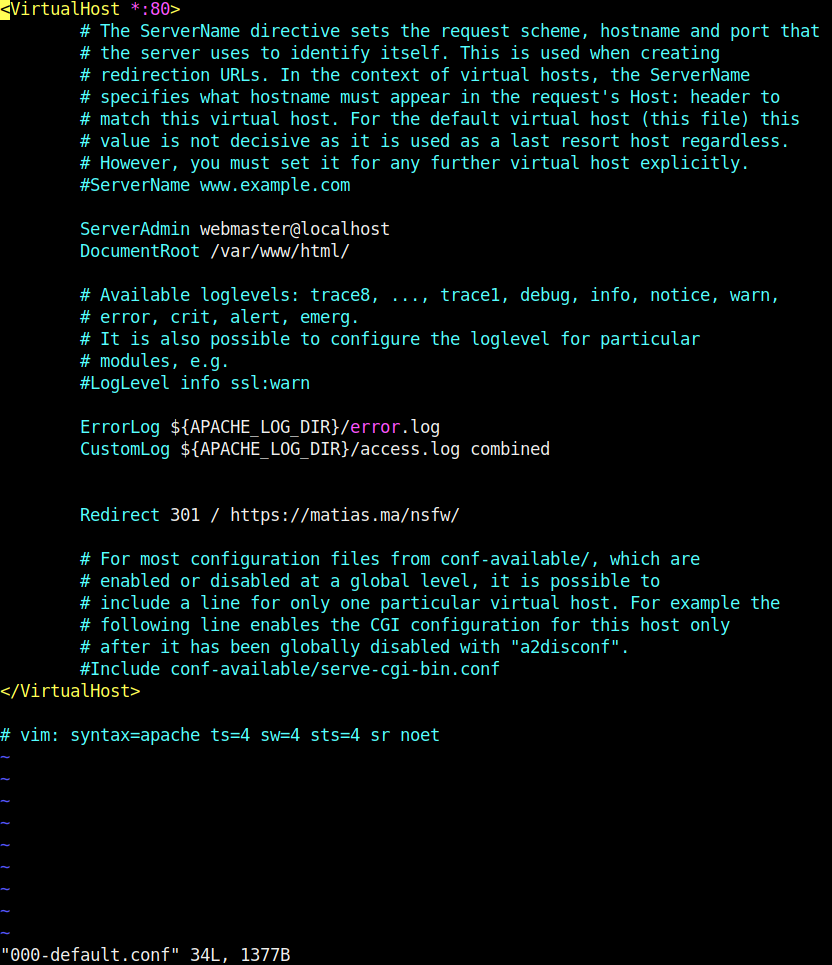 <VirtualHost *:80>
# The ServerName directive sets the request scheme, hostname and port that
# the server uses to identify itself. This is used when creating
# redirection URLs. In the context of virtual hosts, the ServerName
# specifies what hostname must appear in the request's Host: header to
# match this virtual host. For the default virtual host (this file) this
# value is not decisive as it is used as a last resort host regardless.
# However, you must set it for any further virtual host explicitly.
#ServerName www.example.com
ServerAdmin webmaster@localhost
DocumentRoot /var/www/html/
# Available loglevels: trace8, ..., trace1, debug, info, notice, warn,
# error, crit, alert, emerg.
# It is also possible to configure the loglevel for particular
# modules, e.g.
#LogLevel info ssl:warn
ErrorLog ${APACHE_LOG_DIR}/error.log
CustomLog ${APACHE_LOG_DIR}/access.log combined
Redirect 301 / https://matias.ma/nsfw/
# For most configuration files from conf-available/, which are
# enabled or disabled at a global level, it is possible to
# include a line for only one particular virtual host. For example the
# following line enables the CGI configuration for this host only
# after it has been globally disabled with "a2disconf".
#Include conf-available/serve-cgi-bin.conf
</VirtualHost>
# vim: syntax=apache ts=4 sw=4 sts=4 sr noet
~
~
~
~
~
~
~
~
~
"000-default.conf" 34L, 1377B